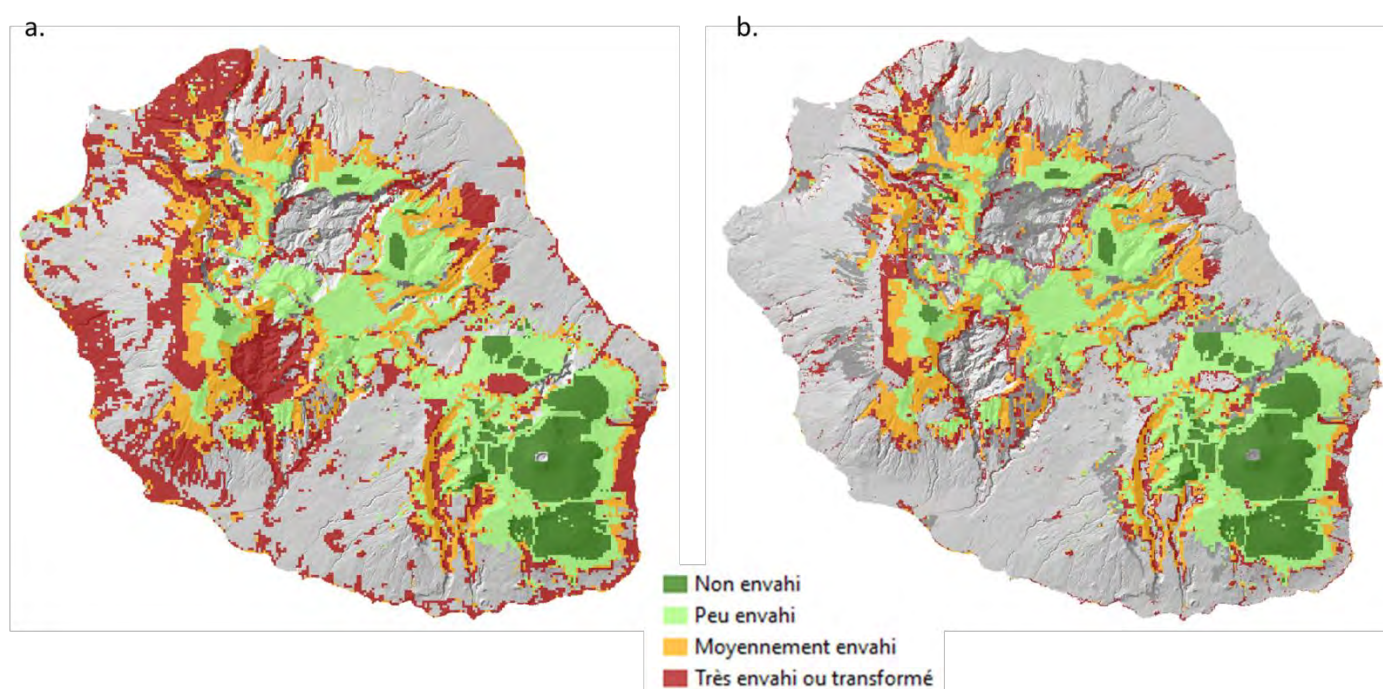 a.
b.
Non envahi
Peu envahi
Moyennement envahi
Très envahi ou transformé